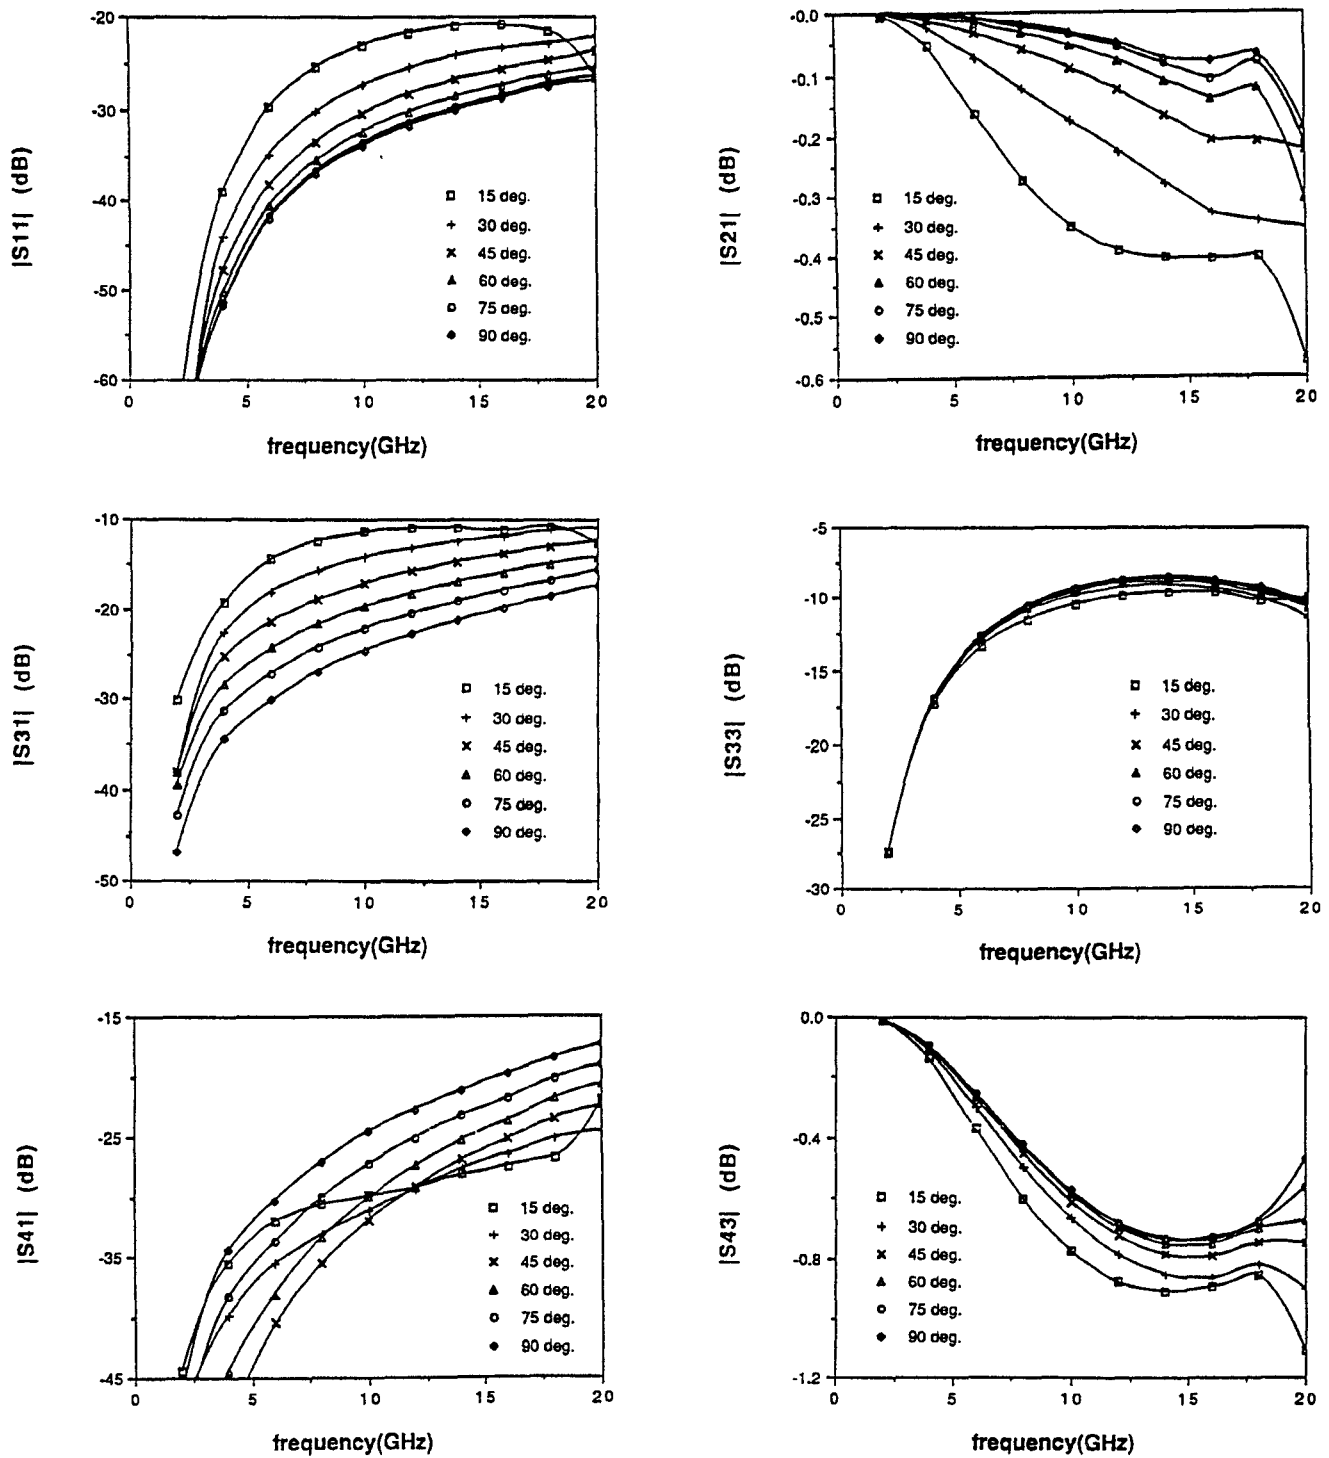 |S11| (dB)
-20
-30
-40
-50
-60
15 deg.
30 deg.
45 deg.
60 deg.
75 deg.
90 deg.
0 5 10 15 20
frequency(GHz)
|S21| (dB)
-0.0
-0.1
-0.2
-0.3
-0.4
-0.5
-0.6
15 deg.
30 deg.
45 deg.
60 deg.
75 deg.
90 deg.
0 5 10 15 20
frequency(GHz)
|S31| (dB)
-10
-20
-30
-40
-50
15 deg.
30 deg.
45 deg.
60 deg.
75 deg.
90 deg.
0 5 10 15 20
frequency(GHz)
|S33| (dB)
-5
-10
-15
-20
-25
-30
15 deg.
30 deg.
45 deg.
60 deg.
75 deg.
90 deg.
0 5 10 15 20
frequency(GHz)
|S41| (dB)
-15
-25
-35
-45
15 deg.
30 deg.
45 deg.
60 deg.
75 deg.
90 deg.
0 5 10 15 20
frequency(GHz)
|S43| (dB)
0.0
-0.4
-0.8
-1.2
15 deg.
30 deg.
45 deg.
60 deg.
75 deg.
90 deg.
0 5 10 15 20
frequency(GHz)